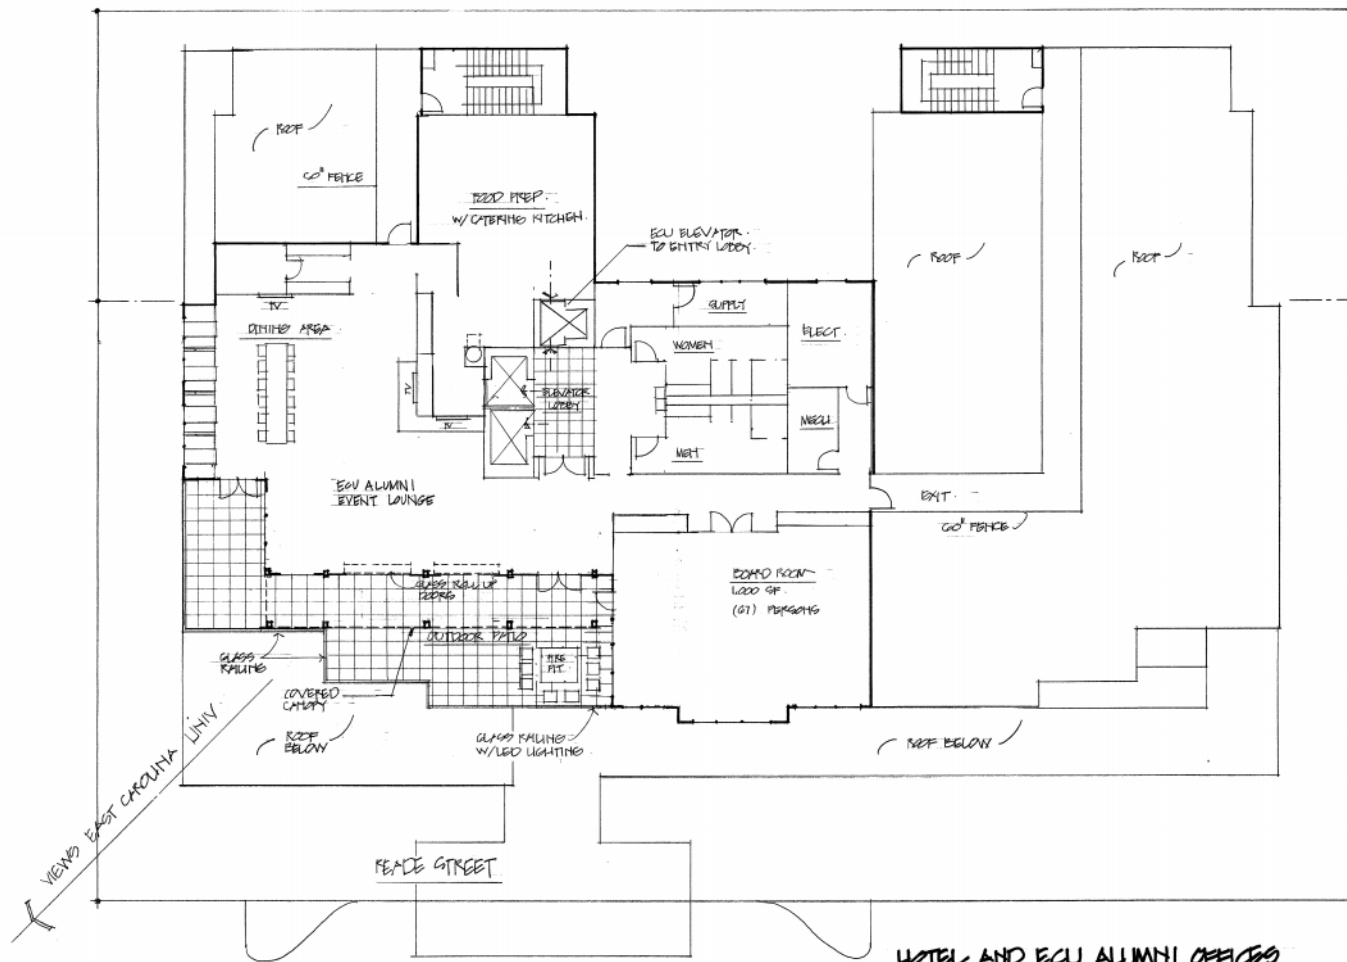 ROOF
60" FENCE
FOOD PREP.
W/ CATERING KITCHEN.
ECU ELEVATOR
TO ENTRY LOBBY.
ROOF
ROOF
TV
DINING AREA
SUPPLY
WOMEN
ELECT.
TV
TV
ELEVATOR
LOBBY
MECH
MEN
ECU ALUMNI
EVENT LOUNGE
EXIT.
60" FENCE
GLASS ROLL UP
DOORS
BOARD ROOM
1,000 SF.
(67) PERSONS
OUTDOOR PATIO
GLASS
RAILING
FIRE
PIT
COVERED
CANOPY
ROOF
BELOW
GLASS RAILING
W/LED LIGHTING
ROOF BELOW
VIEWS EAST CAROLINA UNIV.
READE STREET
HOTEL AND ECU ALUMNI OFFICES